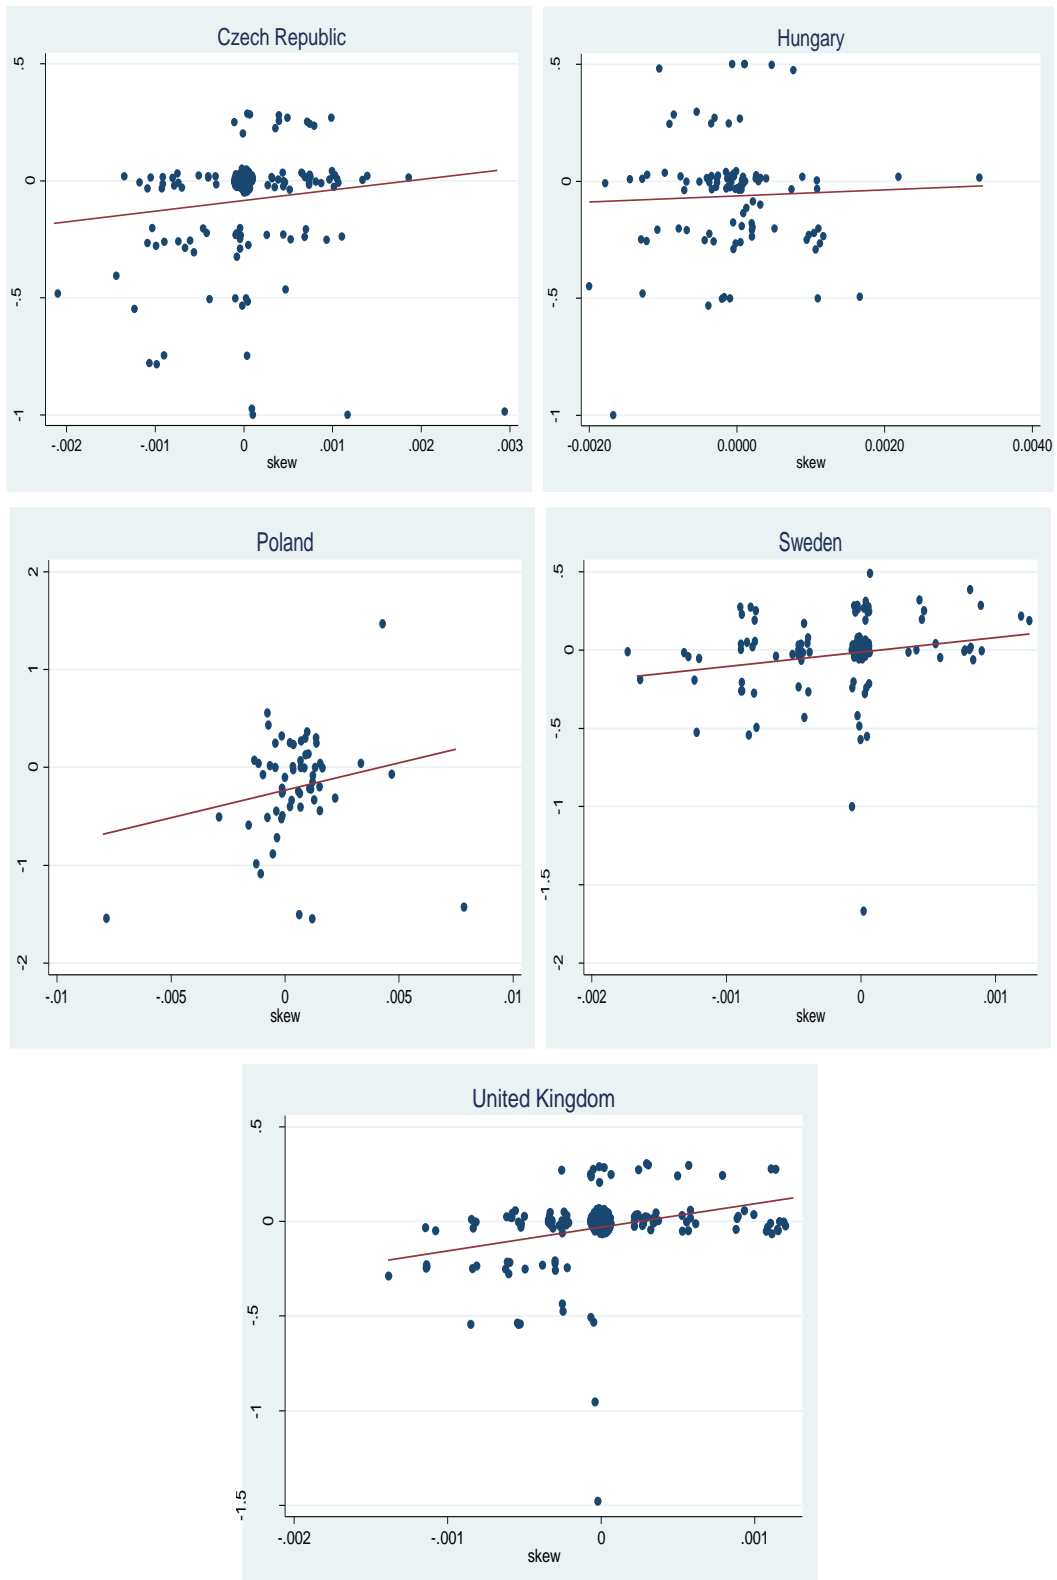 Czech Republic
.5
0
-.5
-1
-.002 -.001 0 .001 .002 .003
skew
Hungary
.5
0
-.5
-1
-0.0020 0.0000 0.0020 0.0040
skew
Poland
2
1
0
-1
-2
-.01 -.005 0 .005 .01
skew
Sweden
.5
0
-.5
-1
-1.5
-2
-.002 -.001 0 .001
skew
United Kingdom
.5
0
-.5
-1
-1.5
-.002 -.001 0 .001
skew